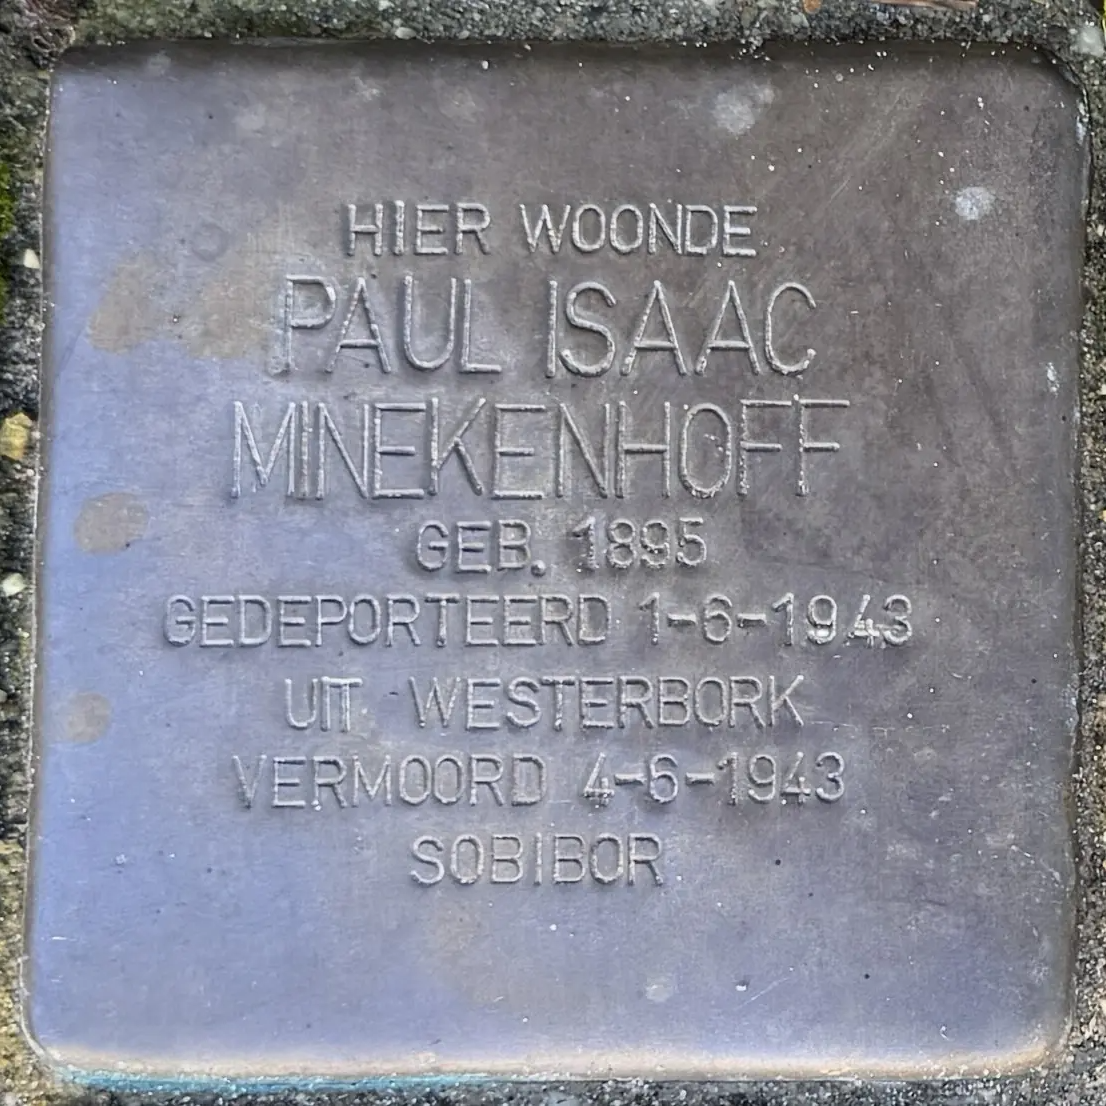 HIER WOONDE
PAUL ISAAC
MINEKENHOFF
GEB. 1895
GEDEPORTEERD 1-6-1943
UIT WESTERBORK
VERMOORD 4-6-1943
SOBIBOR